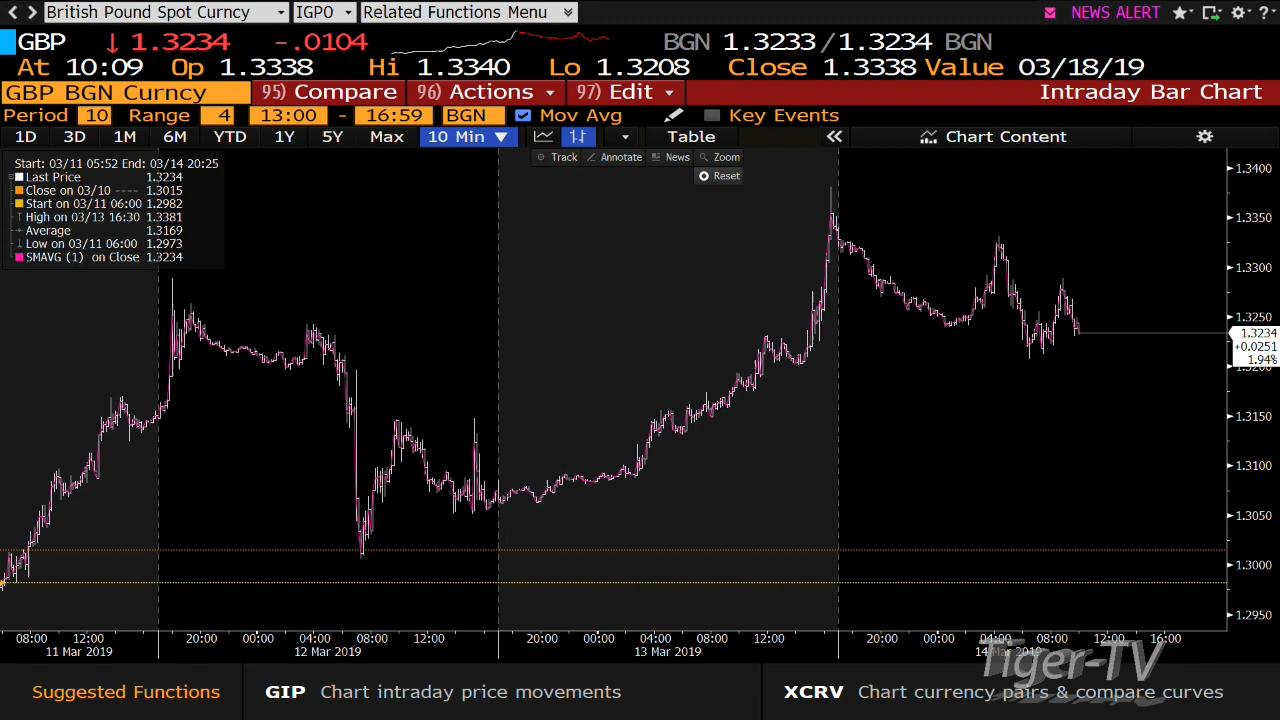 British Pound Spot Curncy IGPO Related Functions Menu NEWS ALERT ?
GBP ↓ 1.3234 -.0104 BGN 1.3233/1.3234 BGN
At 10:09 Op 1.3338 Hi 1.3340 Lo 1.3208 Close 1.3338 Value 03/18/19
GBP BGN Curncy 95) Compare 96) Actions 97) Edit Intraday Bar Chart
Period 10 Range 4 13:00 - 16:59 BGN Mov Avg Key Events
1D 3D 1M 6M YTD 1Y 5Y Max 10 Min Table Chart Content
Track Annotate News Zoom
Reset
Start: 03/11 05:52 End: 03/14 20:25
Last Price 1.3234
Close on 03/10 ---- 1.3015
Start on 03/11 06:00 1.2982
High on 03/13 16:30 1.3381
Average 1.3169
Low on 03/11 06:00 1.2973
SMAVG (1) on Close 1.3234
1.3400
1.3350
1.3300
1.3250
1.3234
+0.0251
1.94%
1.3200
1.3150
1.3100
1.3050
1.3000
1.2950
08:00 12:00 20:00 00:00 04:00 08:00 12:00 20:00 00:00 04:00 08:00 12:00 20:00 00:00 04:00 08:00 12:00 16:00
11 Mar 2019 12 Mar 2019 13 Mar 2019 14 Mar 2019
Tiger-TV
Suggested Functions GIP Chart intraday price movements XCRV Chart currency pairs & compare curves